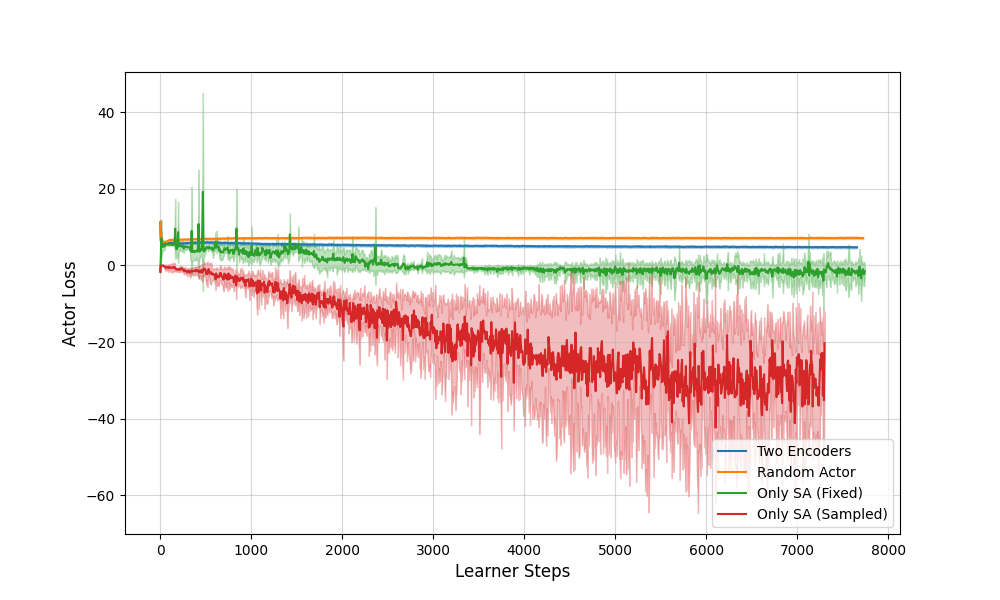 40
20
0
−20
−40
−60
Actor Loss
0 1000 2000 3000 4000 5000 6000 7000 8000
Learner Steps
Two Encoders
Random Actor
Only SA (Fixed)
Only SA (Sampled)